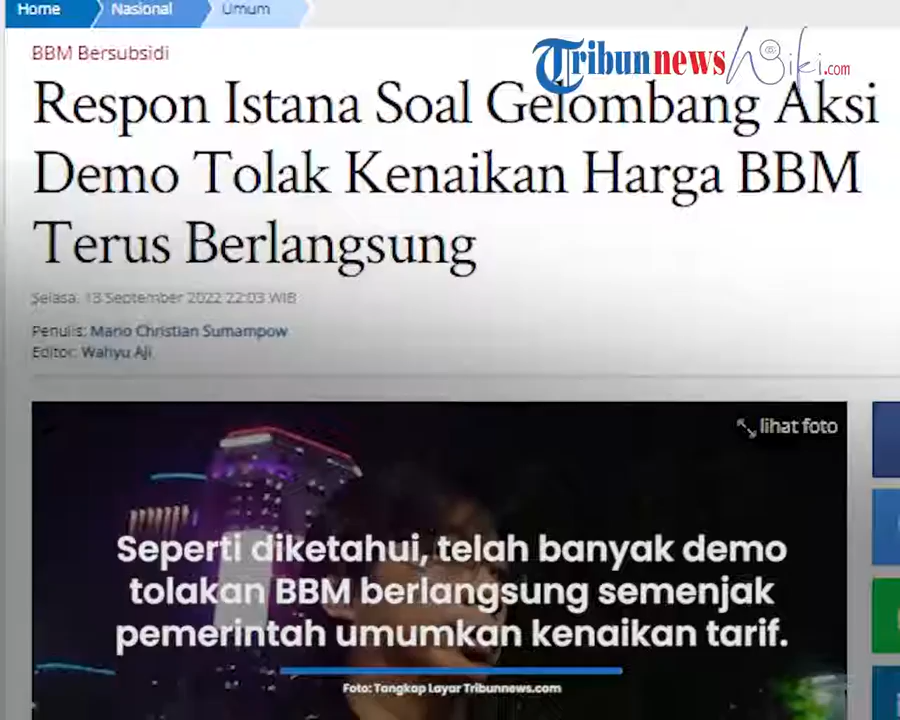 Home Nasional Umum
BBM Bersubsidi
Tribunnews Wiki.com
Respon Istana Soal Gelombang Aksi
Demo Tolak Kenaikan Harga BBM
Terus Berlangsung
Selasa, 13 September 2022 22:03 WIB
Penulis: Mario Christian Sumampow
Editor: Wahyu Aji
lihat foto
Seperti diketahui, telah banyak demo
tolakan BBM berlangsung semenjak
pemerintah umumkan kenaikan tarif.
Foto: Tangkap Layar Tribunnews.com